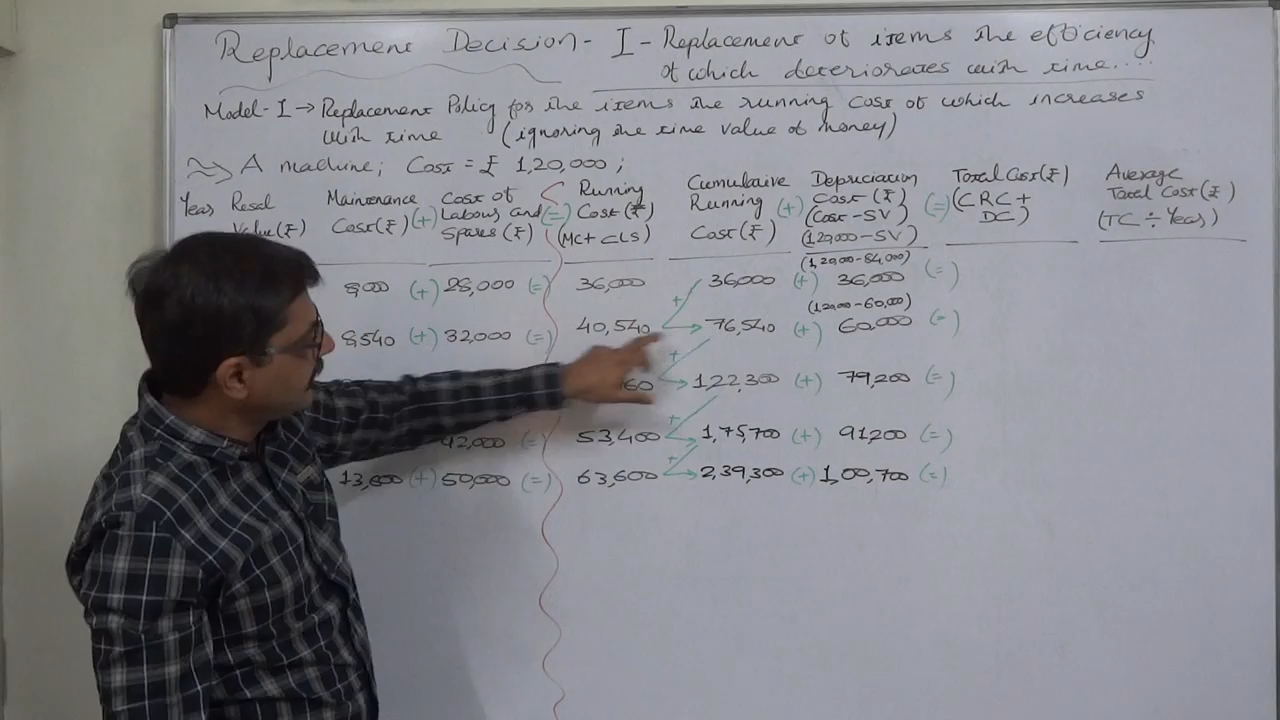 Replacement Decision - I - Replacement of items the efficiency
of which deteriorates with time....
Model-I → Replacement Policy for the items the running cost of which increases
with time (ignoring the time value of money)
A machine; Cost = ₹ 1,20,000 ;
Year Resal Value(₹) Maintenance Cost(₹) (+) Cost of Labour and Spares (₹) (=) Running Cost (₹) (MC+ CLS) Cumulative Running Cost(₹) (+) Depreciation Cost (₹) (Cost - SV) (1,20,000 - SV) (=) Total Cost(₹) (CRC + DC) Average Total Cost (₹) (TC ÷ Year)
(1,20,000-84,000)
8,000 (+) 28,000 (=) 36,000 36,000 (+) 36,000 (=)
(1,20,000-60,000)
8,540 (+) 32,000 (=) 40,540 + → 76,540 (+) 60,000 (=)
60 + → 1,22,300 (+) 79,200 (=)
42,000 (=) 53,400 + → 1,75,700 (+) 91,200 (=)
13,600 (+) 50,000 (=) 63,600 + → 2,39,300 (+) 1,00,700 (=)